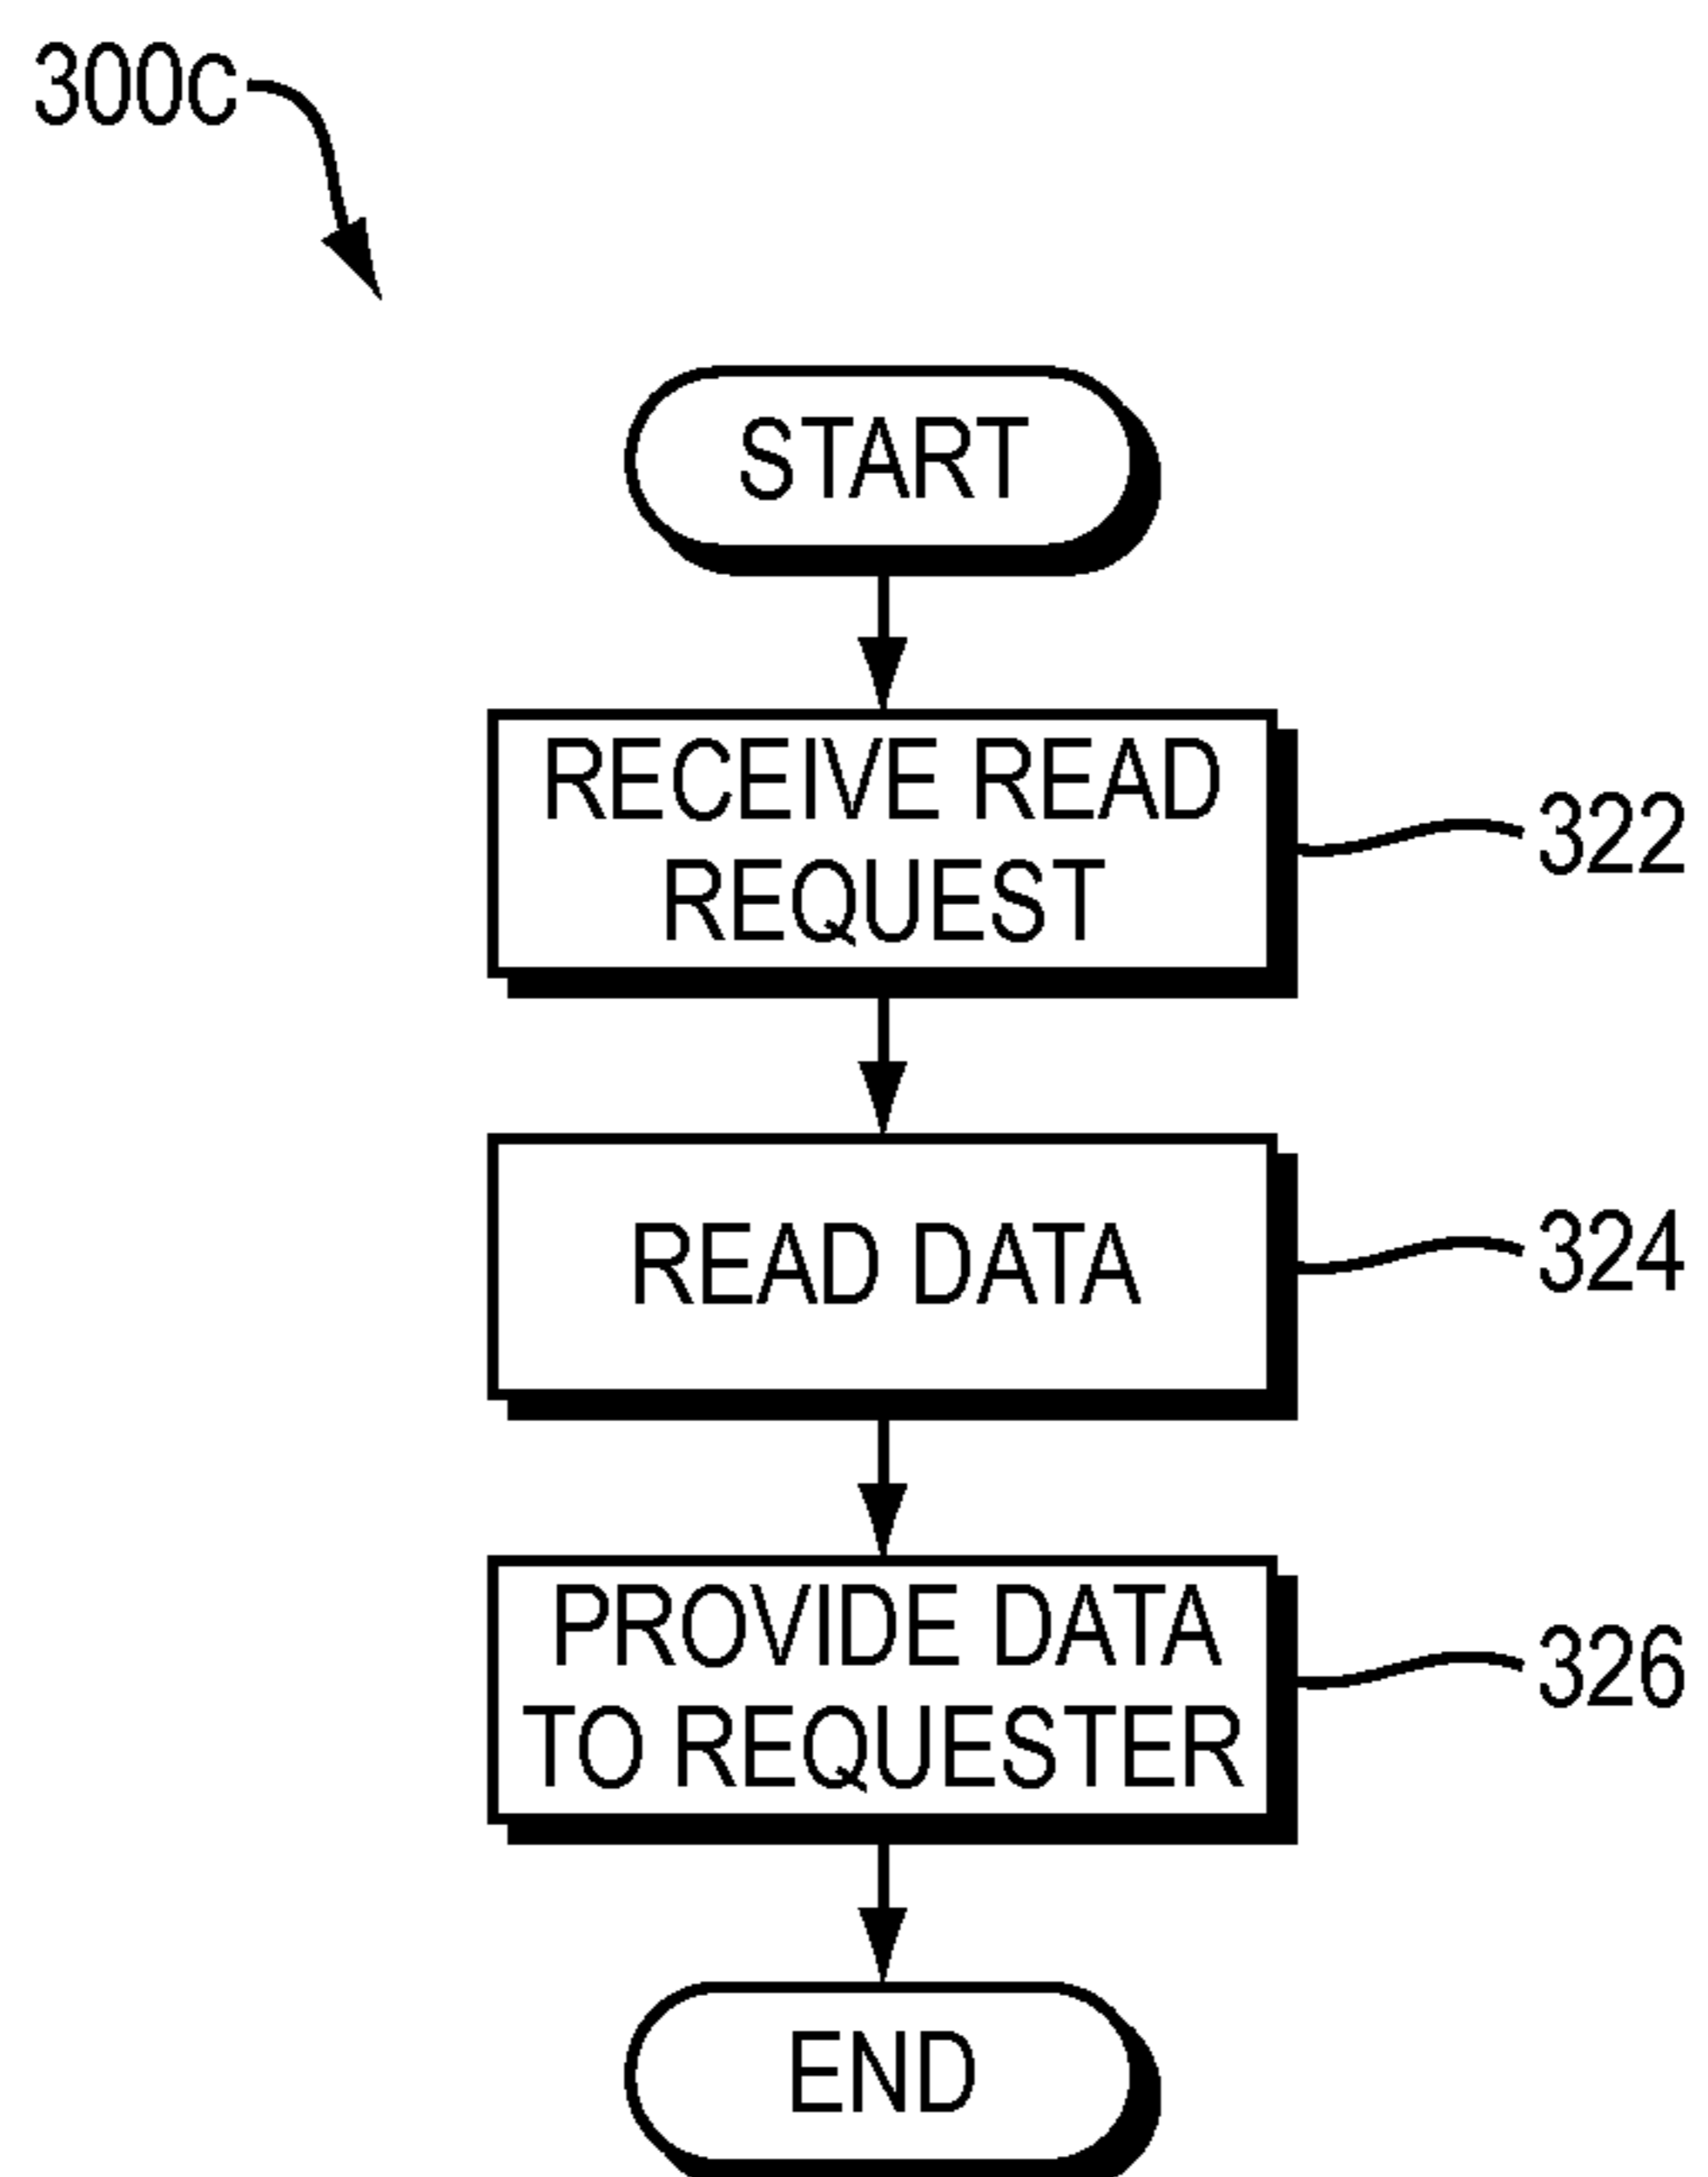 300C
START
RECEIVE READ
REQUEST
322
READ DATA
324
PROVIDE DATA
TO REQUESTER
326
END